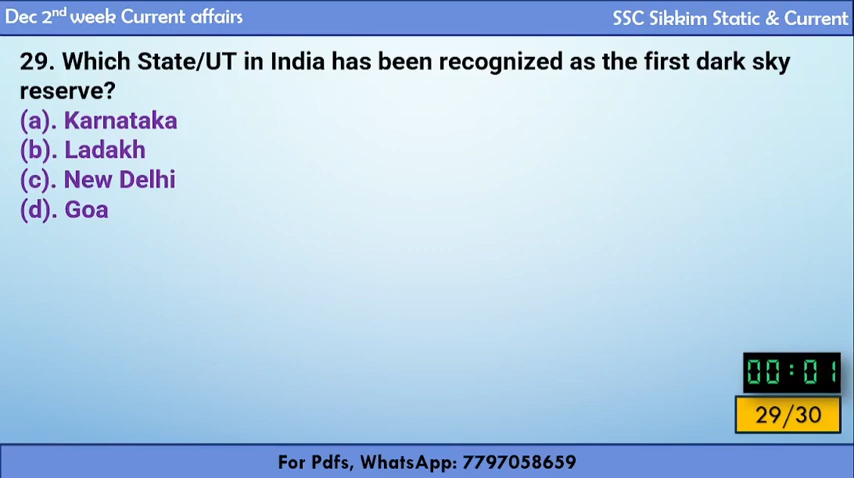 Dec 2nd week Current affairs
SSC Sikkim Static & Current
29. Which State/UT in India has been recognized as the first dark sky
reserve?
(a). Karnataka
(b). Ladakh
(c). New Delhi
(d). Goa
00:01
29/30
For Pdfs, WhatsApp: 7797058659